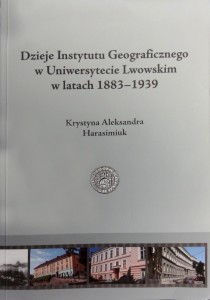 Dzieje Instytutu Geograficznego
w Uniwersytecie Lwowskim
w latach 1883–1939
Krystyna Aleksandra
Harasimiuk